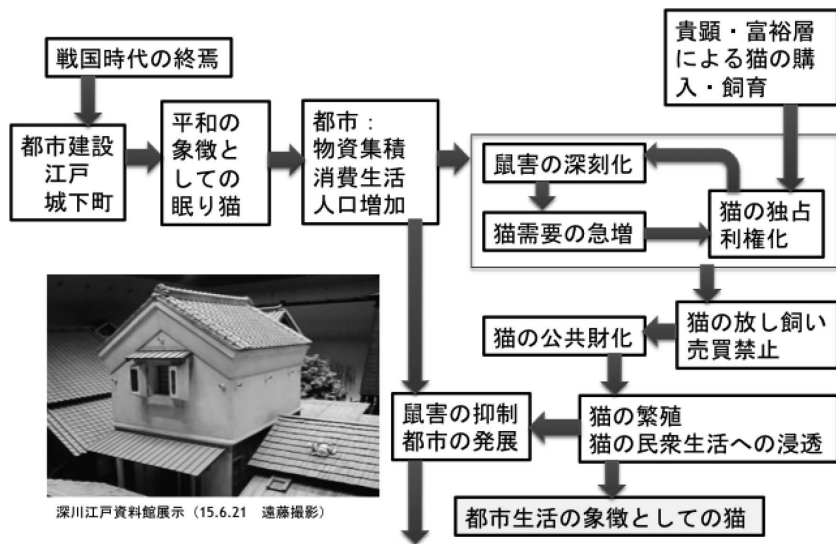 戦国時代の終焉
都市建設
江戸
城下町
平和の
象徴と
しての
眠り猫
都市：
物資集積
消費生活
人口増加
貴顕・富裕層
による猫の購
入・飼育
鼠害の深刻化
猫需要の急増
猫の独占
利権化
猫の放し飼い
売買禁止
猫の公共財化
猫の繁殖
猫の民衆生活への浸透
鼠害の抑制
都市の発展
都市生活の象徴としての猫
深川江戸資料館展示（15.6.21　遠藤撮影）